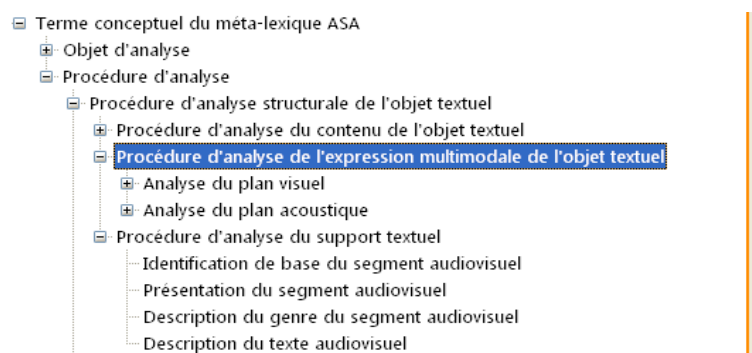 Terme conceptuel du méta-lexique ASA
Objet d'analyse
Procédure d'analyse
Procédure d'analyse structurale de l'objet textuel
Procédure d'analyse du contenu de l'objet textuel
Procédure d'analyse de l'expression multimodale de l'objet textuel
Analyse du plan visuel
Analyse du plan acoustique
Procédure d'analyse du support textuel
Identification de base du segment audiovisuel
Présentation du segment audiovisuel
Description du genre du segment audiovisuel
Description du texte audiovisuel